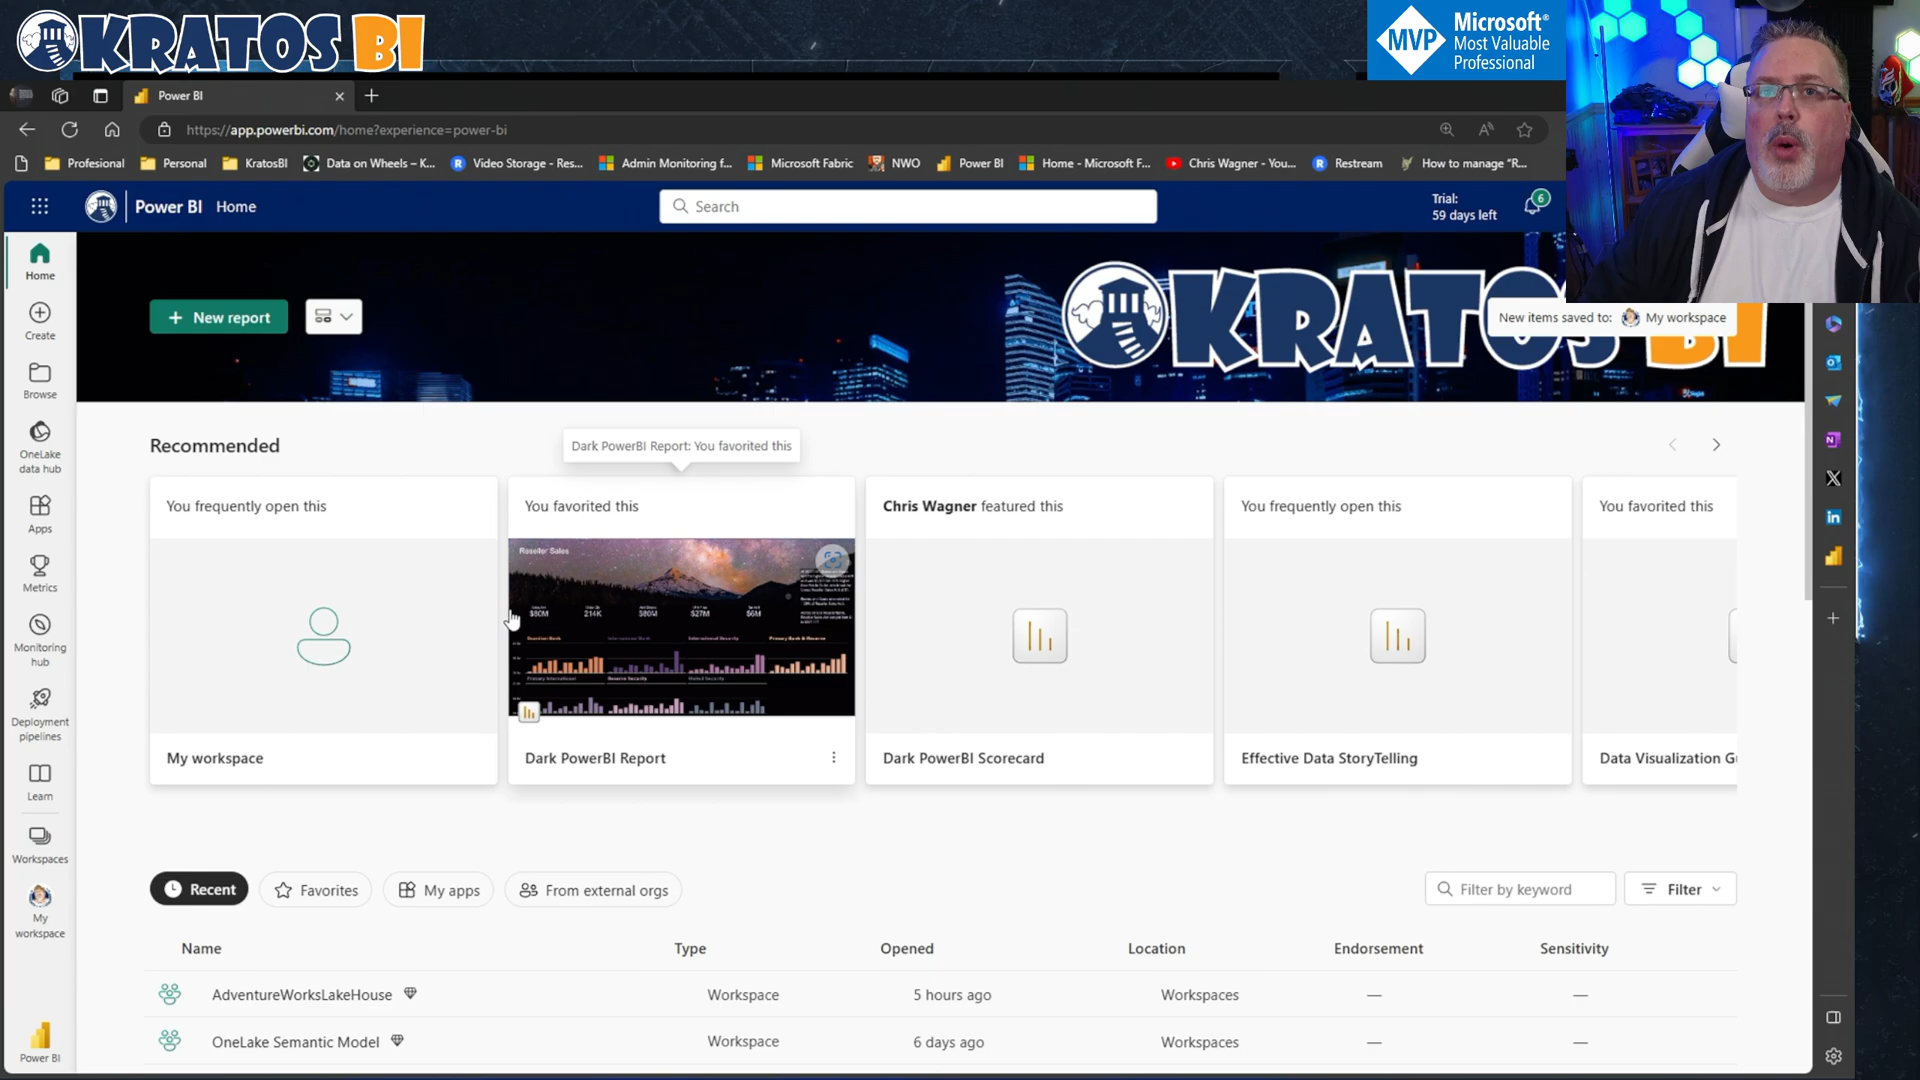 KRATOS BI
MVP
Microsoft®
Most Valuable
Professional
Power BI
https://app.powerbi.com/home?experience=power-bi
Profesional
Personal
KratosBI
Data on Wheels – K...
Video Storage - Res...
Admin Monitoring f...
Microsoft Fabric
NWO
Power BI
Home - Microsoft F...
Chris Wagner - You...
Restream
How to manage "R...
Power BI Home
Search
Trial:
59 days left
6
Home
Create
Browse
OneLake
data hub
Apps
Metrics
Monitoring
hub
Deployment
pipelines
Learn
Workspaces
My
workspace
Power BI
+ New report
KRATOS BI
New items saved to: My workspace
Recommended
Dark PowerBI Report: You favorited this
You frequently open this
My workspace
You favorited this
Reseller Sales
$80M
214K
$80M
$27M
$6M
Dark PowerBI Report
Chris Wagner featured this
Dark PowerBI Scorecard
You frequently open this
Effective Data StoryTelling
You favorited this
Data Visualization G
Recent
Favorites
My apps
From external orgs
Filter by keyword
Filter
Name Type Opened Location Endorsement Sensitivity
AdventureWorksLakeHouse Workspace 5 hours ago Workspaces — —
OneLake Semantic Model Workspace 6 days ago Workspaces — —